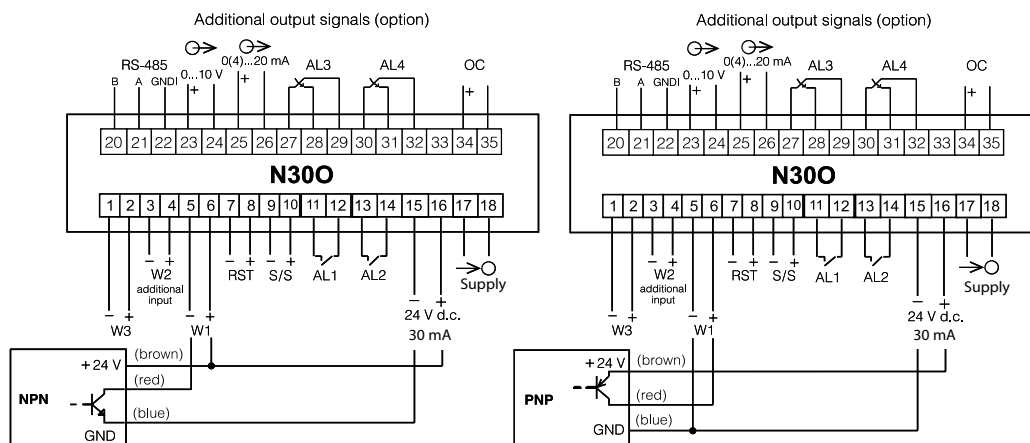 Additional output signals (option)
0...10 V
0(4)...20 mA
RS-485
AL3
AL4
OC
B A GNDI + + +
20 21 22 23 24 25 26 27 28 29 30 31 32 33 34 35
N30O
1 2 3 4 5 6 7 8 9 10 11 12 13 14 15 16 17 18
– + – + – + – + – + – +
W3
W2
additional
input
W1
RST
S/S
AL1
AL2
24 V d.c.
30 mA
Supply
NPN
+24 V
(brown)
(red)
(blue)
GND
Additional output signals (option)
0...10 V
0(4)...20 mA
RS-485
AL3
AL4
OC
B A GNDI + + +
20 21 22 23 24 25 26 27 28 29 30 31 32 33 34 35
N30O
1 2 3 4 5 6 7 8 9 10 11 12 13 14 15 16 17 18
– + – + – + – + – + – +
W3
W2
additional
input
W1
RST
S/S
AL1
AL2
24 V d.c.
30 mA
Supply
PNP
+24 V
(brown)
(red)
(blue)
GND